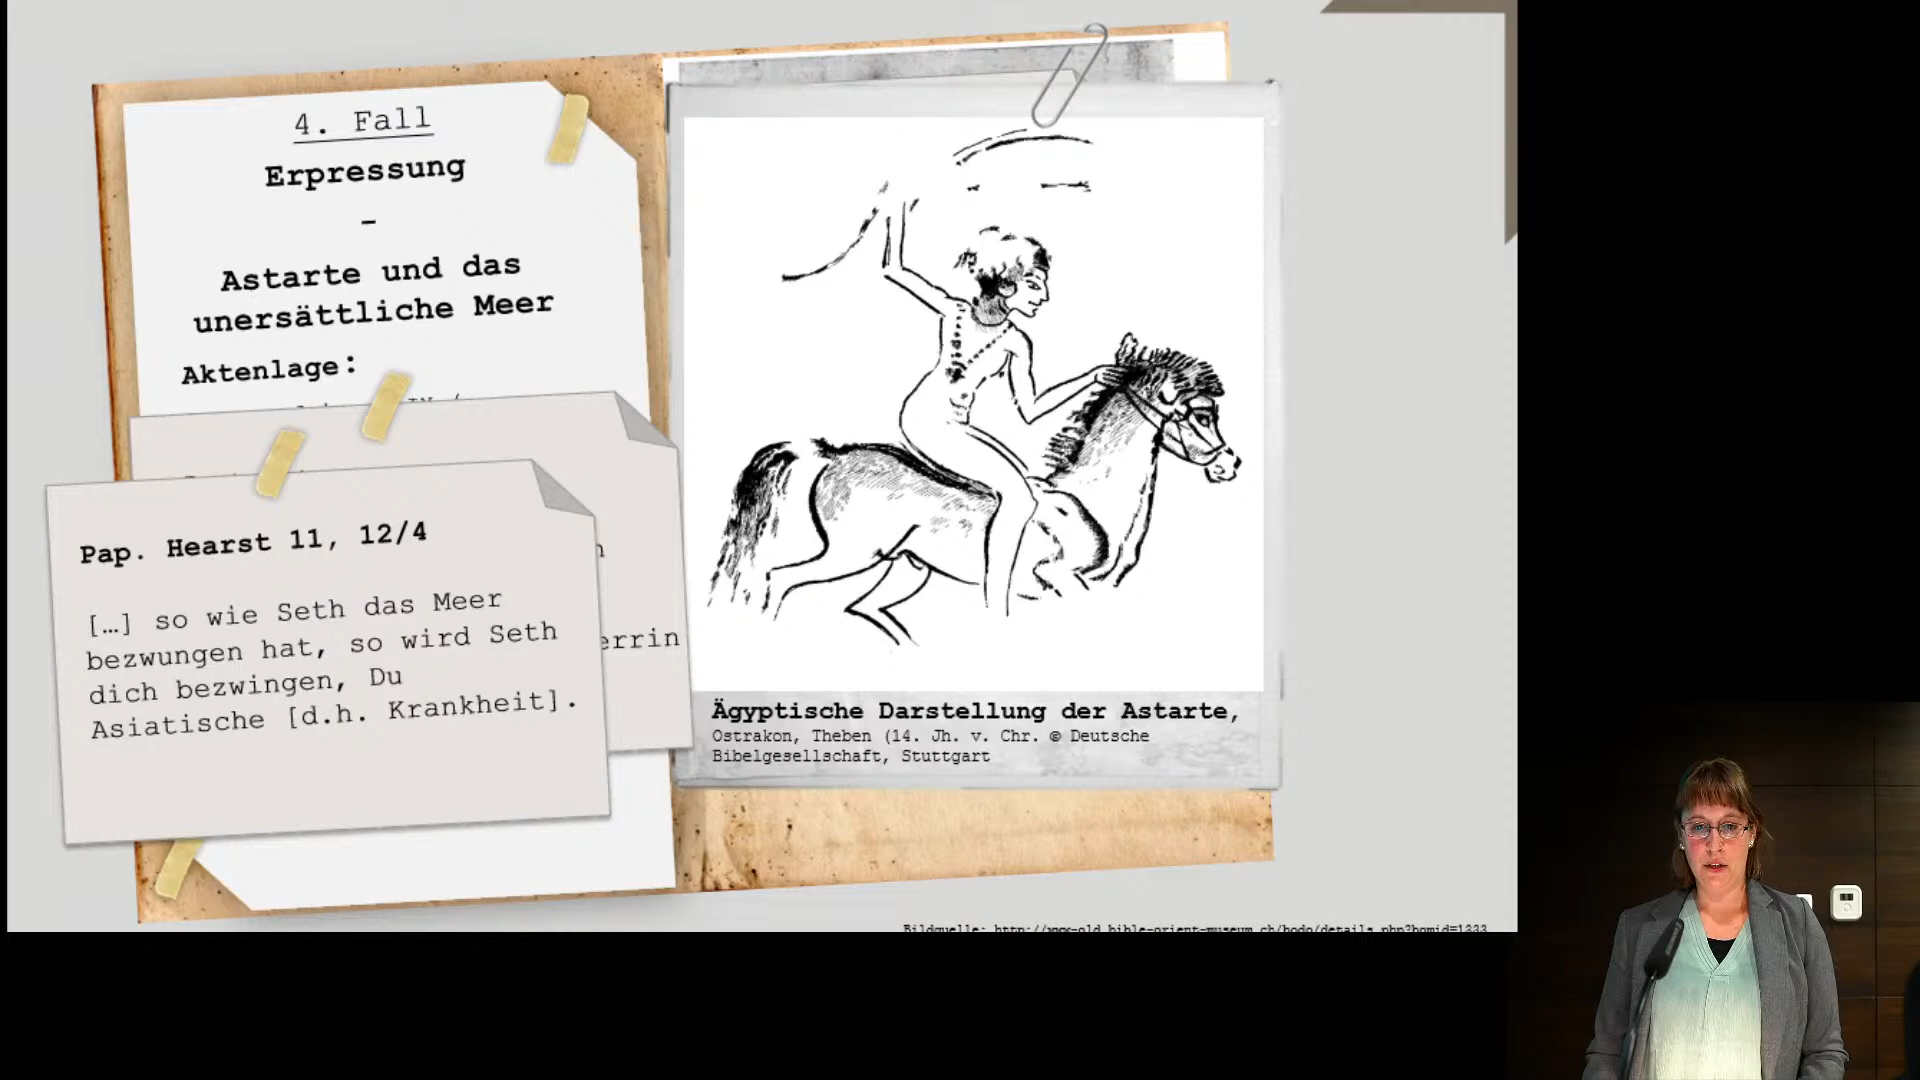 4. Fall
Erpressung
–
Astarte und das
unersättliche Meer
Aktenlage:
Pap. Hearst 11, 12/4
[…] so wie Seth das Meer
bezwungen hat, so wird Seth
dich bezwingen, Du
Asiatische [d.h. Krankheit].
errin
Ägyptische Darstellung der Astarte,
Ostrakon, Theben (14. Jh. v. Chr. © Deutsche
Bibelgesellschaft, Stuttgart